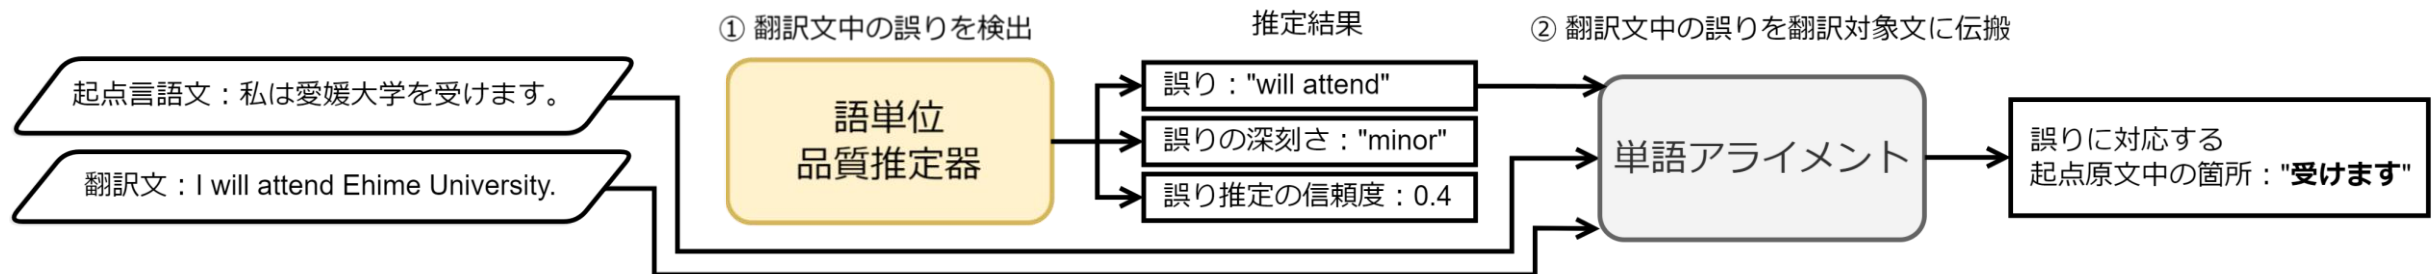 ① 翻訳文中の誤りを検出
推定結果
② 翻訳文中の誤りを翻訳対象文に伝搬
起点言語文：私は愛媛大学を受けます。
翻訳文：I will attend Ehime University.
語単位
品質推定器
誤り："will attend"
誤りの深刻さ："minor"
誤り推定の信頼度：0.4
単語アライメント
誤りに対応する
起点原文中の箇所："受けます"